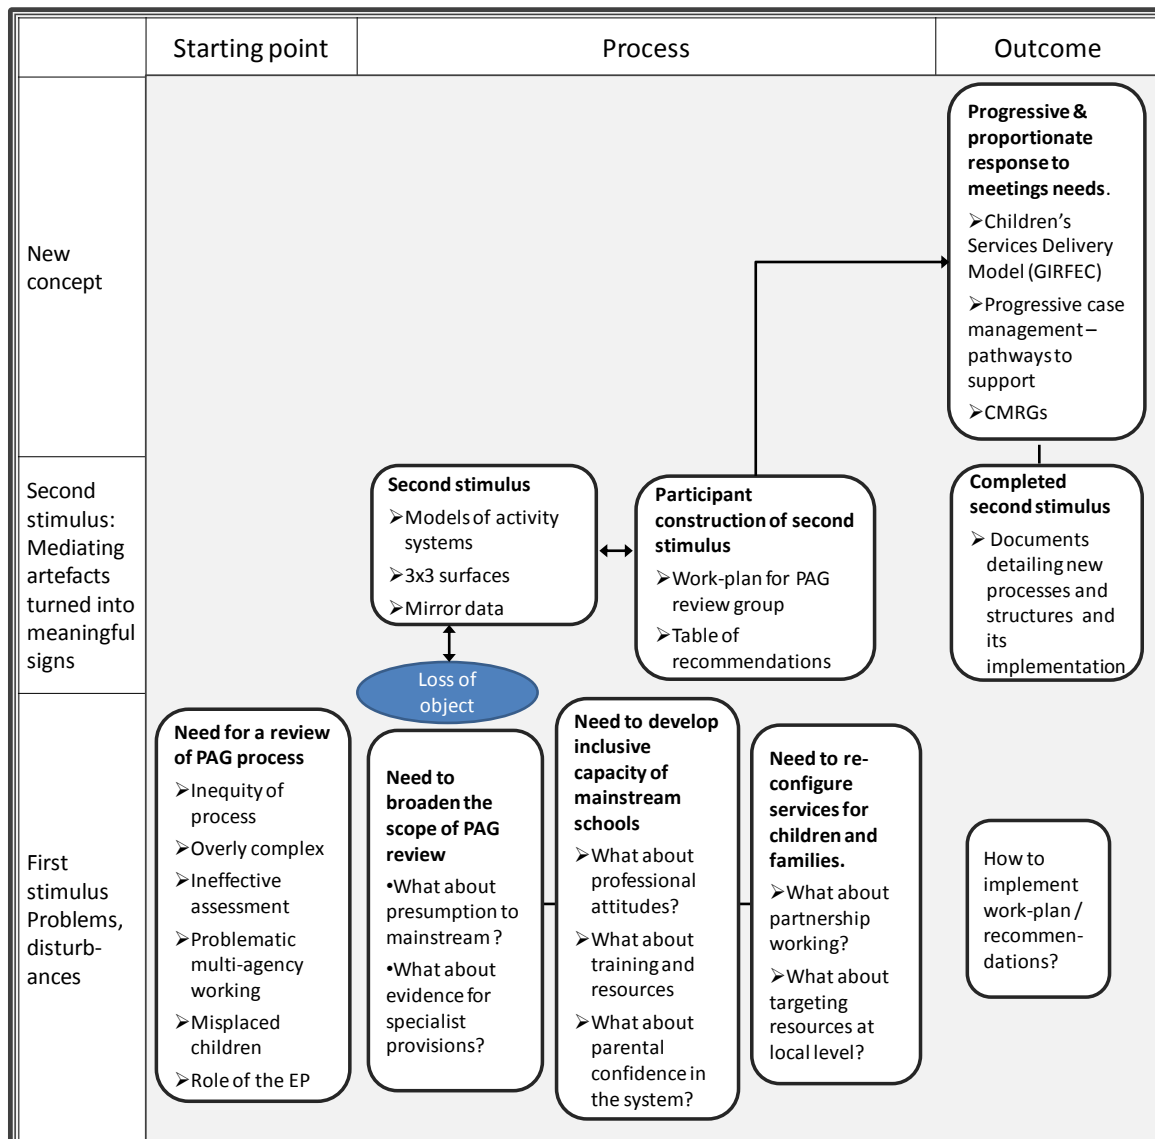 Starting point
Process
Outcome
New
concept
Progressive &
proportionate
response to
meetings needs.
➢Children's
Services Delivery
Model (GIRFEC)
➢Progressive case
management –
pathways to
support
➢CMRGs
Second
stimulus:
Mediating
artefacts
turned into
meaningful
signs
Second stimulus
➢Models of activity
systems
➢3x3 surfaces
➢Mirror data
Participant
construction of second
stimulus
➢Work-plan for PAG
review group
➢Table of
recommendations
Completed
second stimulus
➢ Documents
detailing new
processes and
structures and
its
implementation
Loss of
object
First
stimulus
Problems,
disturb-
ances
Need for a review
of PAG process
➢Inequity of
process
➢Overly complex
➢Ineffective
assessment
➢Problematic
multi-agency
working
➢Misplaced
children
➢Role of the EP
Need to
broaden the
scope of PAG
review
•What about
presumption to
mainstream ?
•What about
evidence for
specialist
provisions?
Need to develop
inclusive
capacity of
mainstream
schools
➢What about
professional
attitudes?
➢What about
training and
resources
➢What about
parental
confidence in
the system?
Need to re-
configure
services for
children and
families.
➢What about
partnership
working?
➢What about
targeting
resources at
local level?
How to
implement
work-plan /
recommen-
dations?